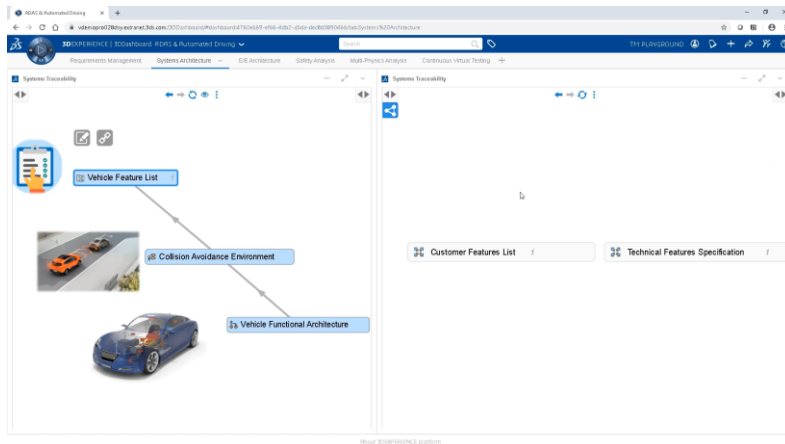 ADAS & Automated Driving
3DEXPERIENCE | 3DDashboard ADAS & Automated Driving
Search
TIM PLAYGROUND
Requirements Management Systems Architecture E/E Architecture Safety Analysis Multi-Physics Analysis Continuous Virtual Testing
Systems Traceability
Systems Traceability
Vehicle Feature List
Collision Avoidance Environment
Vehicle Functional Architecture
Customer Features List
Technical Features Specification
About 3DEXPERIENCE platform